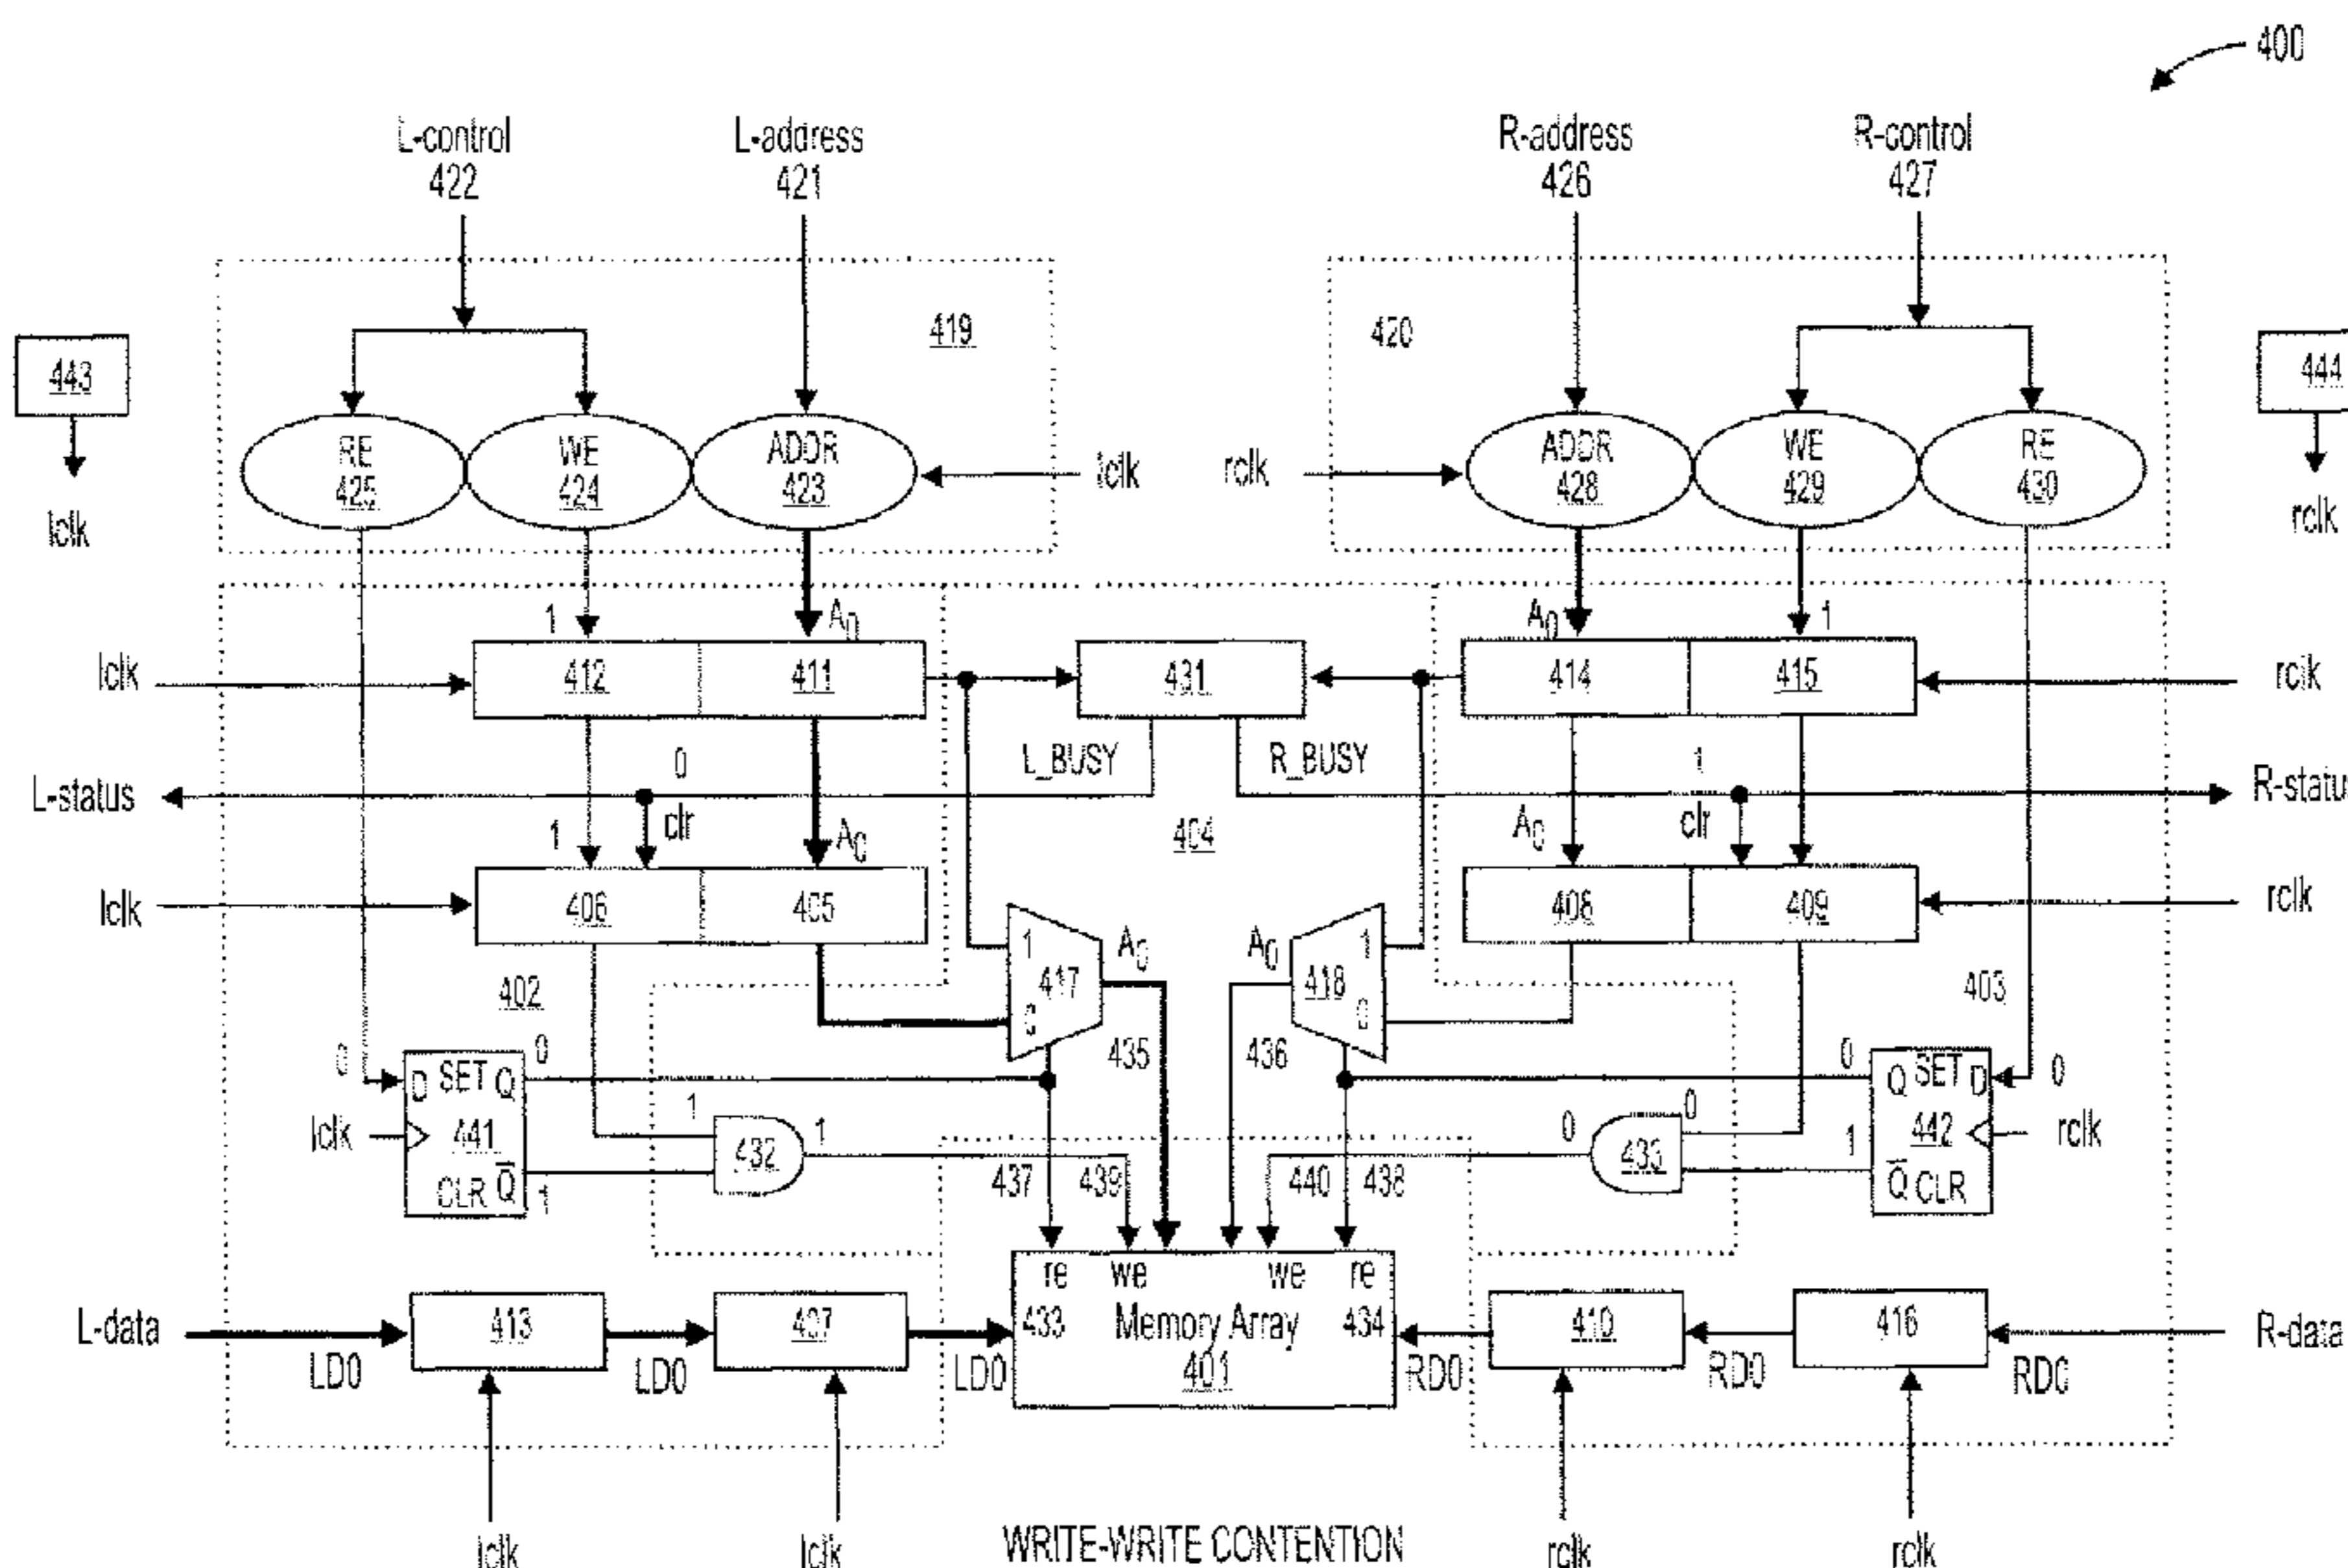 400
L-control
422
L-address
421
R-address
426
R-control
427
419
420
443
lclk
RE
425
WE
424
ADDR
423
lclk
rclk
ADDR
428
WE
429
RE
430
444
rclk
1
A0
A0
1
lclk
412
411
431
414
415
rclk
L_BUSY
R_BUSY
0
1
L-status
R-statu
1
clr
A0
404
A0
clr
lclk
406
405
408
409
rclk
402
1
417
0
A0
A0
1
418
0
403
435
436
0
D
SET
Q
0
lclk
441
CLR
Q
1
1
432
1
0
433
0
0
Q
SET
D
0
442
rclk
1
Q
CLR
437
439
440
438
re
we
we
re
433
Memory Array
434
401
L-data
LD0
413
LD0
407
LD0
RD0
410
RD0
416
RD0
R-data
lclk
lclk
WRITE-WRITE CONTENTION
rclk
rclk